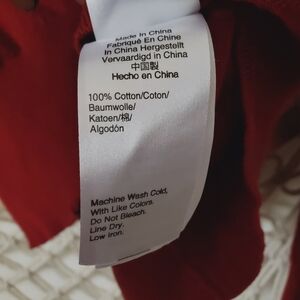 Made In China
Fabriqué En Chine
In China Hergestellt
Vervaardigd in China
中国製
Hecho en China
100% Cotton/Coton/
Baumwolle/
Katoen/棉/
Algodón
Machine Wash Cold,
With Like Colors.
Do Not Bleach.
Line Dry.
Low Iron.